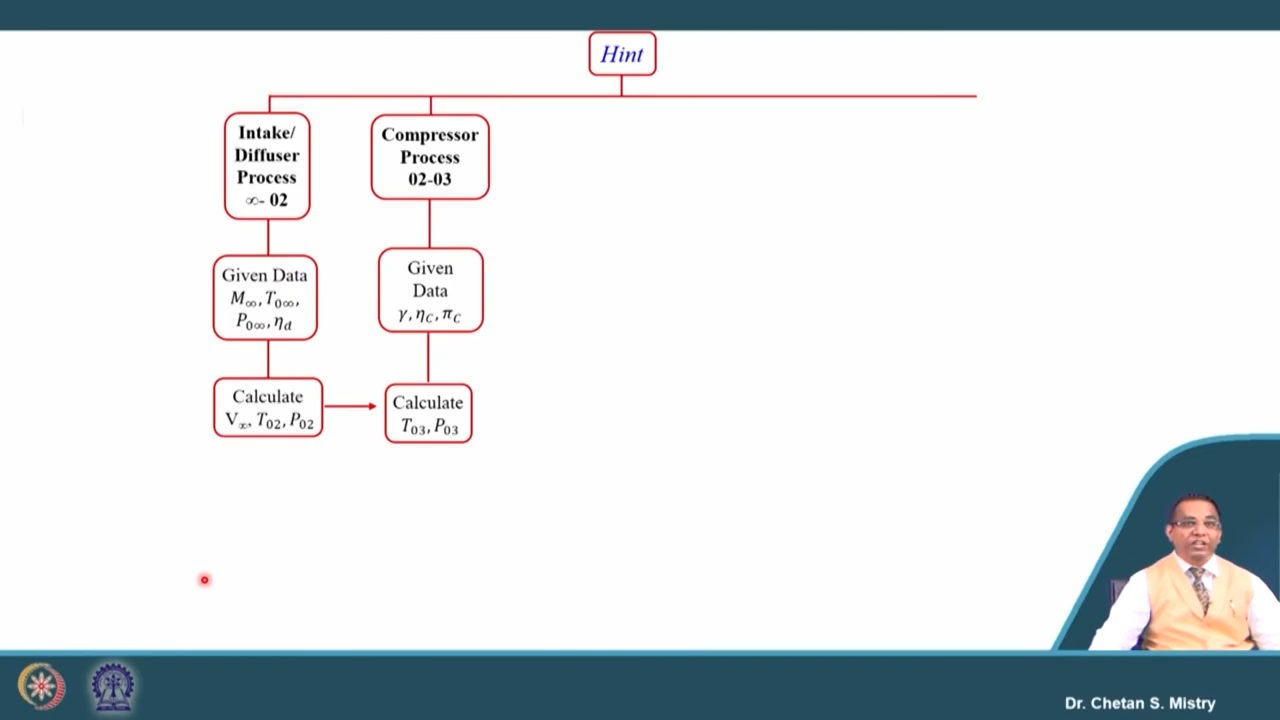 Hint
Intake/
Diffuser
Process
∞- 02
Compressor
Process
02-03
Given Data
M∞, T0∞,
P0∞, ηd
Given
Data
γ, ηC, πC
Calculate
V∞, T02, P02
Calculate
T03, P03
Dr. Chetan S. Mistry